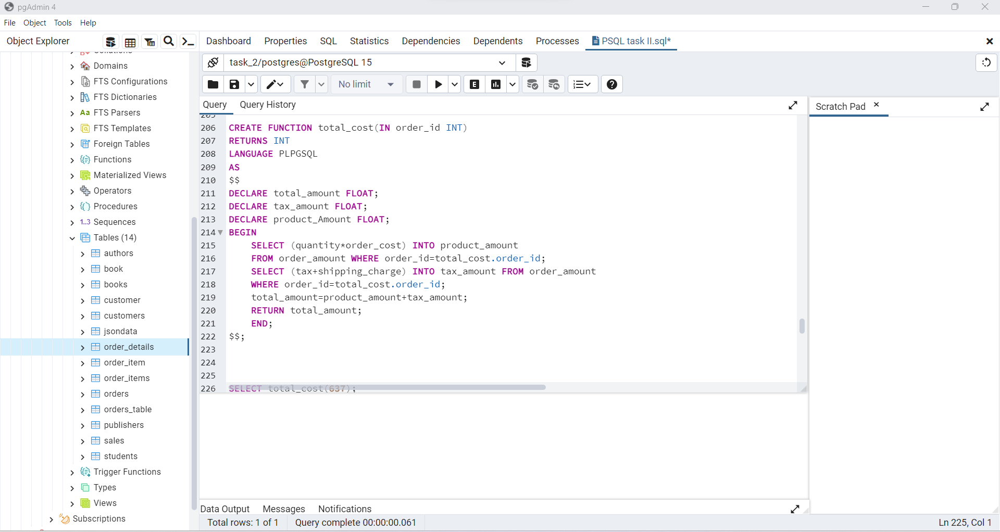 pgAdmin 4
File Object Tools Help
Object Explorer
Dashboard Properties SQL Statistics Dependencies Dependents Processes PSQL task II.sql*
task_2/postgres@PostgreSQL 15
No limit
E
Query Query History
Scratch Pad
Collations
Domains
FTS Configurations
FTS Dictionaries
Aa FTS Parsers
FTS Templates
Foreign Tables
Functions
Materialized Views
Operators
Procedures
1..3 Sequences
Tables (14)
authors
book
books
customer
customers
jsondata
order_details
order_item
order_items
orders
orders_table
publishers
sales
students
Trigger Functions
Types
Views
Subscriptions
205
206 CREATE FUNCTION total_cost(IN order_id INT)
207 RETURNS INT
208 LANGUAGE PLPGSQL
209 AS
210 $$
211 DECLARE total_amount FLOAT;
212 DECLARE tax_amount FLOAT;
213 DECLARE product_Amount FLOAT;
214 BEGIN
215 SELECT (quantity*order_cost) INTO product_amount
216 FROM order_amount WHERE order_id=total_cost.order_id;
217 SELECT (tax+shipping_charge) INTO tax_amount FROM order_amount
218 WHERE order_id=total_cost.order_id;
219 total_amount=product_amount+tax_amount;
220 RETURN total_amount;
221 END;
222 $$;
223
224
225
226 SELECT total_cost(637);
Data Output Messages Notifications
Total rows: 1 of 1 Query complete 00:00:00.061
Ln 225, Col 1